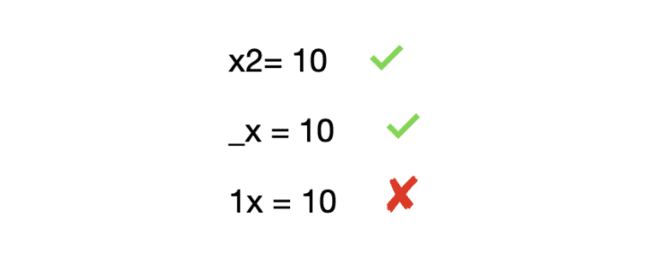 x2= 10
_x = 10
1x = 10